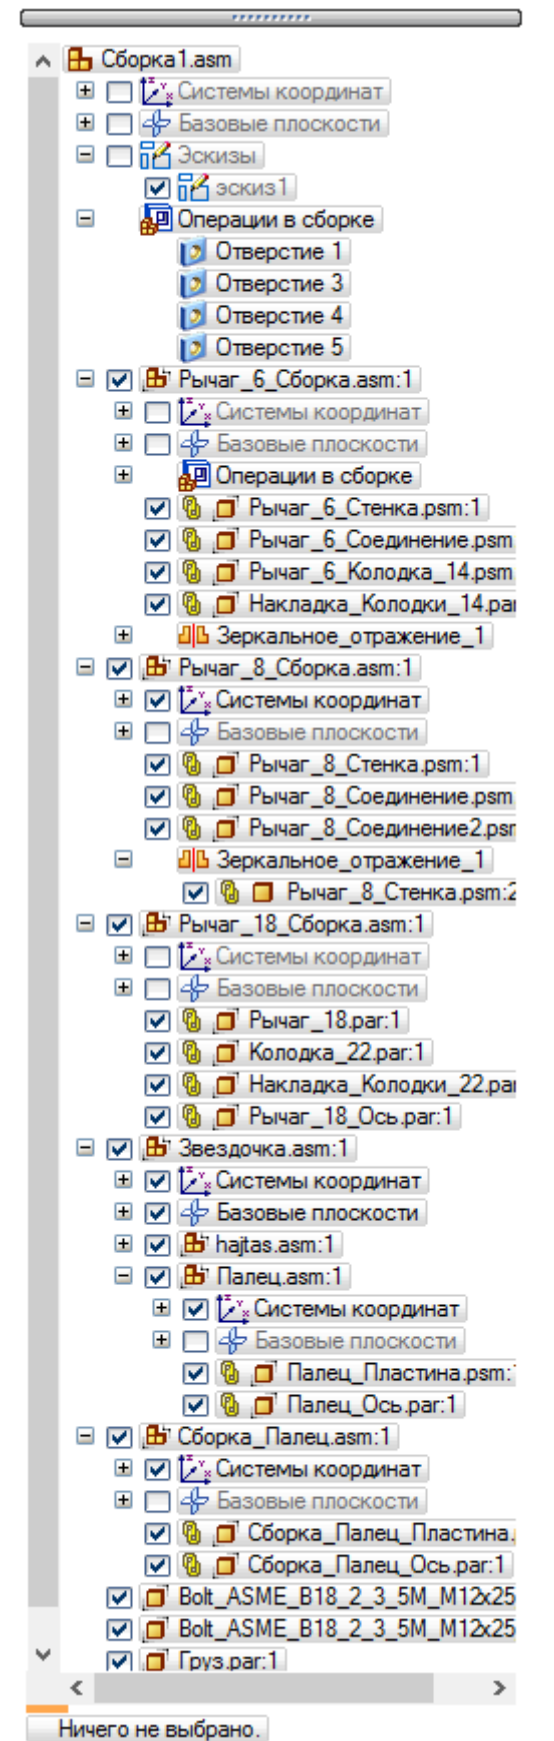 Сборка1.asm
Системы координат
Базовые плоскости
Эскизы
эскиз1
Операции в сборке
Отверстие 1
Отверстие 3
Отверстие 4
Отверстие 5
Рычаг_6_Сборка.asm:1
Системы координат
Базовые плоскости
Операции в сборке
Рычаг_6_Стенка.psm:1
Рычаг_6_Соединение.psm
Рычаг_6_Колодка_14.psm
Накладка_Колодки_14.par
Зеркальное_отражение_1
Рычаг_8_Сборка.asm:1
Системы координат
Базовые плоскости
Рычаг_8_Стенка.psm:1
Рычаг_8_Соединение.psm
Рычаг_8_Соединение2.psm
Зеркальное_отражение_1
Рычаг_8_Стенка.psm:2
Рычаг_18_Сборка.asm:1
Системы координат
Базовые плоскости
Рычаг_18.par:1
Колодка_22.par:1
Накладка_Колодки_22.par
Рычаг_18_Ось.par:1
Звездочка.asm:1
Системы координат
Базовые плоскости
hajtas.asm:1
Палец.asm:1
Системы координат
Базовые плоскости
Палец_Пластина.psm:1
Палец_Ось.par:1
Сборка_Палец.asm:1
Системы координат
Базовые плоскости
Сборка_Палец_Пластина.
Сборка_Палец_Ось.par:1
Bolt_ASME_B18_2_3_5M_M12x25
Bolt_ASME_B18_2_3_5M_M12x25
Груз.par:1
Ничего не выбрано.